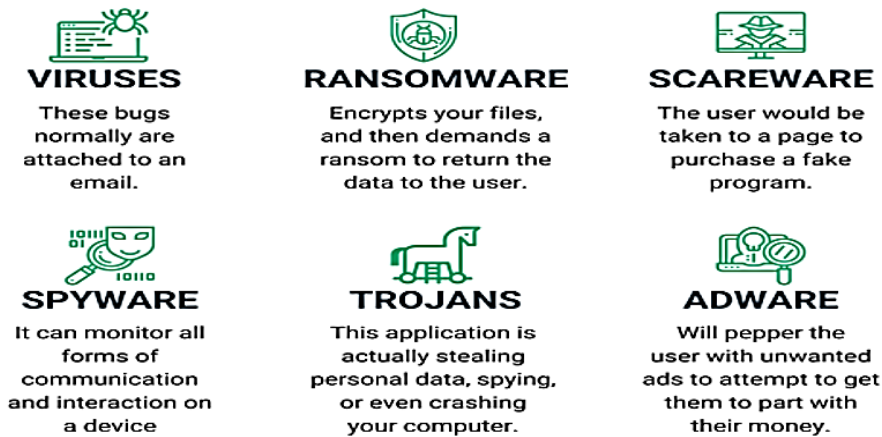 VIRUSES
These bugs
normally are
attached to an
email.
RANSOMWARE
Encrypts your files,
and then demands a
ransom to return the
data to the user.
SCAREWARE
The user would be
taken to a page to
purchase a fake
program.
10111
01
10110
SPYWARE
It can monitor all
forms of
communication
and interaction on
a device
TROJANS
This application is
actually stealing
personal data, spying,
or even crashing
your computer.
ADWARE
Will pepper the
user with unwanted
ads to attempt to get
them to part with
their money.